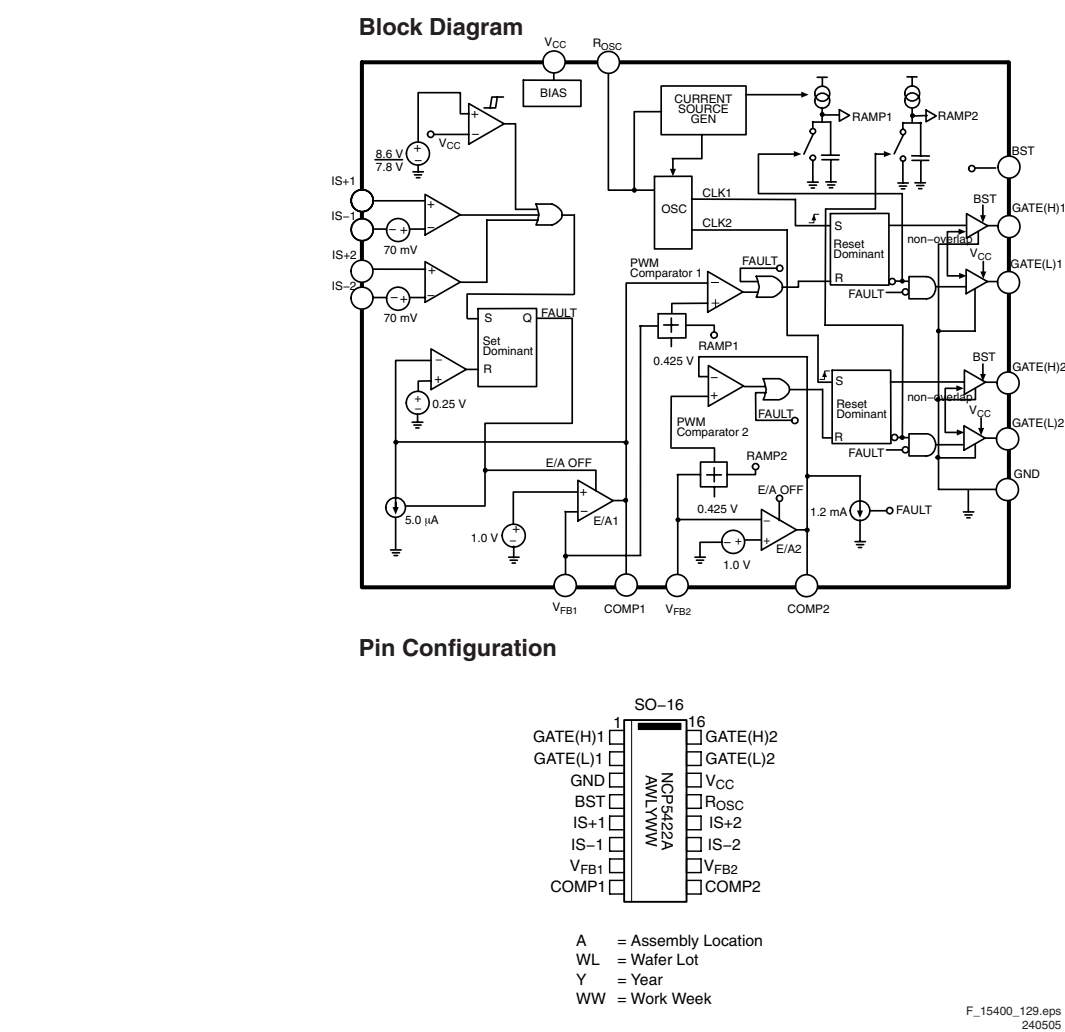 Block Diagram
VCC
ROSC
BIAS
CURRENT
SOURCE
GEN
RAMP1
RAMP2
VCC
8.6 V
7.8 V
BST
IS+1
IS−1
70 mV
IS+2
IS−2
70 mV
OSC
CLK1
CLK2
S
Reset
Dominant
R
BST
GATE(H)1
non−overlap
VCC
GATE(L)1
FAULT
PWM
Comparator 1
FAULT
RAMP1
0.425 V
S
Q
FAULT
Set
Dominant
R
0.25 V
PWM
Comparator 2
FAULT
S
Reset
Dominant
R
BST
GATE(H)2
non−overlap
VCC
GATE(L)2
FAULT
GND
RAMP2
0.425 V
E/A OFF
E/A1
1.0 V
5.0 μA
E/A OFF
E/A2
1.0 V
1.2 mA
FAULT
VFB1
COMP1
VFB2
COMP2
Pin Configuration
SO−16
1
16
GATE(H)1
GATE(H)2
GATE(L)1
GATE(L)2
GND
VCC
BST
ROSC
IS+1
IS+2
IS−1
IS−2
VFB1
VFB2
COMP1
COMP2
NCP5422A
AWLYWW
A = Assembly Location
WL = Wafer Lot
Y = Year
WW = Work Week
F_15400_129.eps
240505